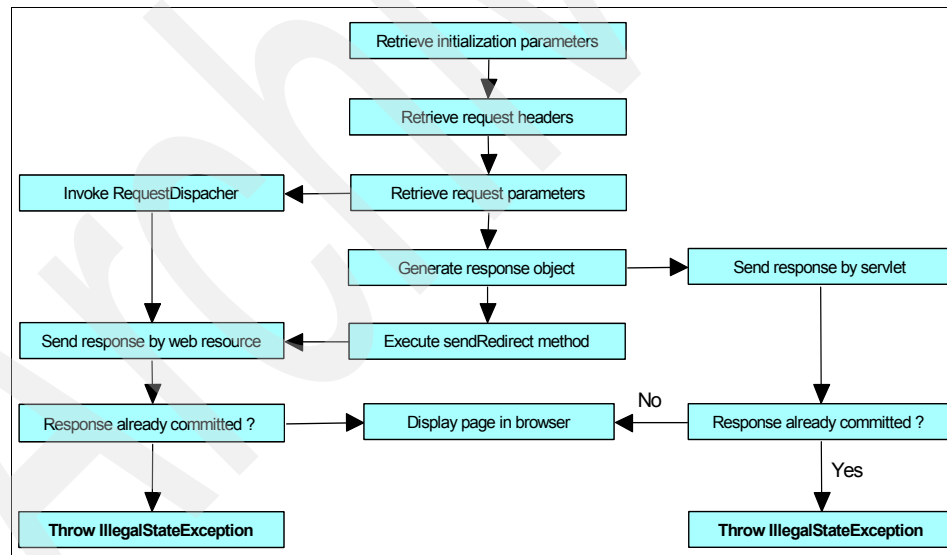 Retrieve initialization parameters
Retrieve request headers
Invoke RequestDispacher
Retrieve request parameters
Generate response object
Send response by servlet
Send response by web resource
Execute sendRedirect method
No
Response already committed ?
Display page in browser
Response already committed ?
Yes
Throw IllegalStateException
Throw IllegalStateException